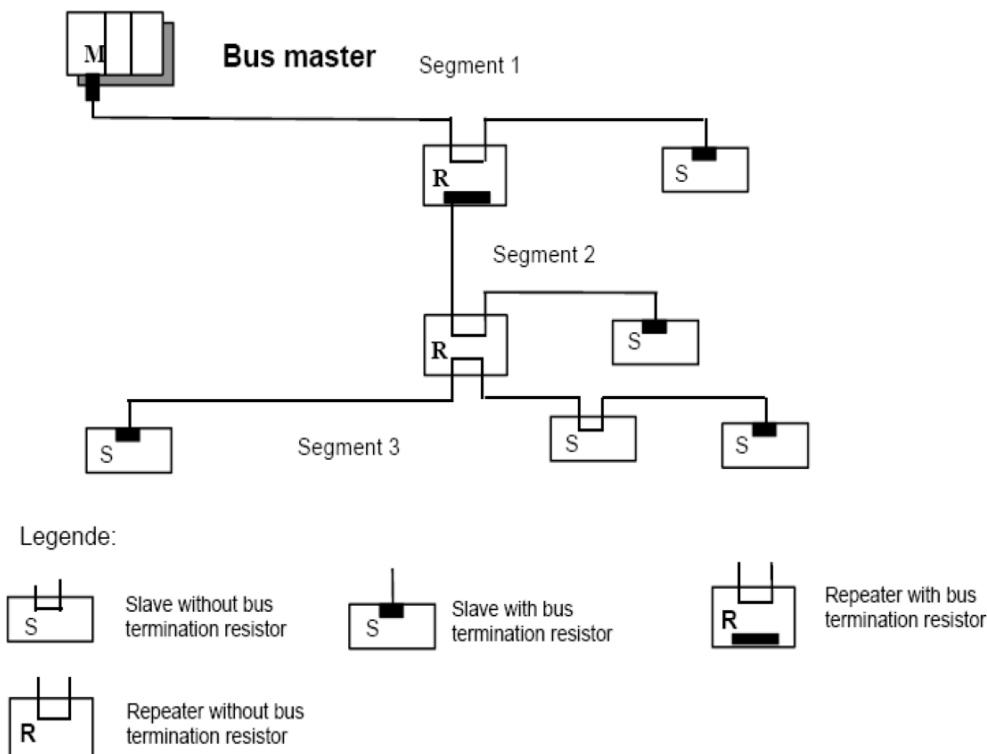 M
Bus master
Segment 1
R
S
Segment 2
R
S
S
Segment 3
S
S
Legende:
S
Slave without bus
termination resistor
S
Slave with bus
termination resistor
R
Repeater with bus
termination resistor
R
Repeater without bus
termination resistor